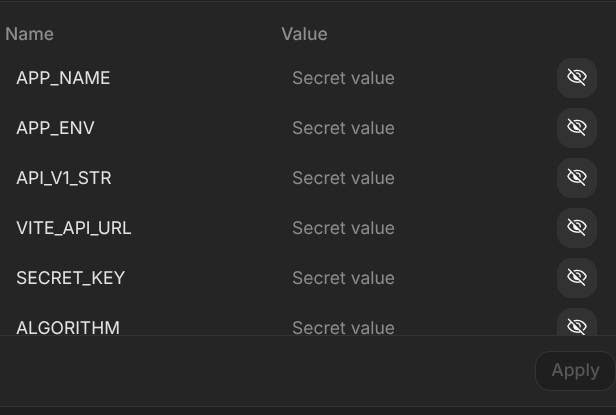 Name Value
APP_NAME Secret value
APP_ENV Secret value
API_V1_STR Secret value
VITE_API_URL Secret value
SECRET_KEY Secret value
ALGORITHM Secret value
Apply